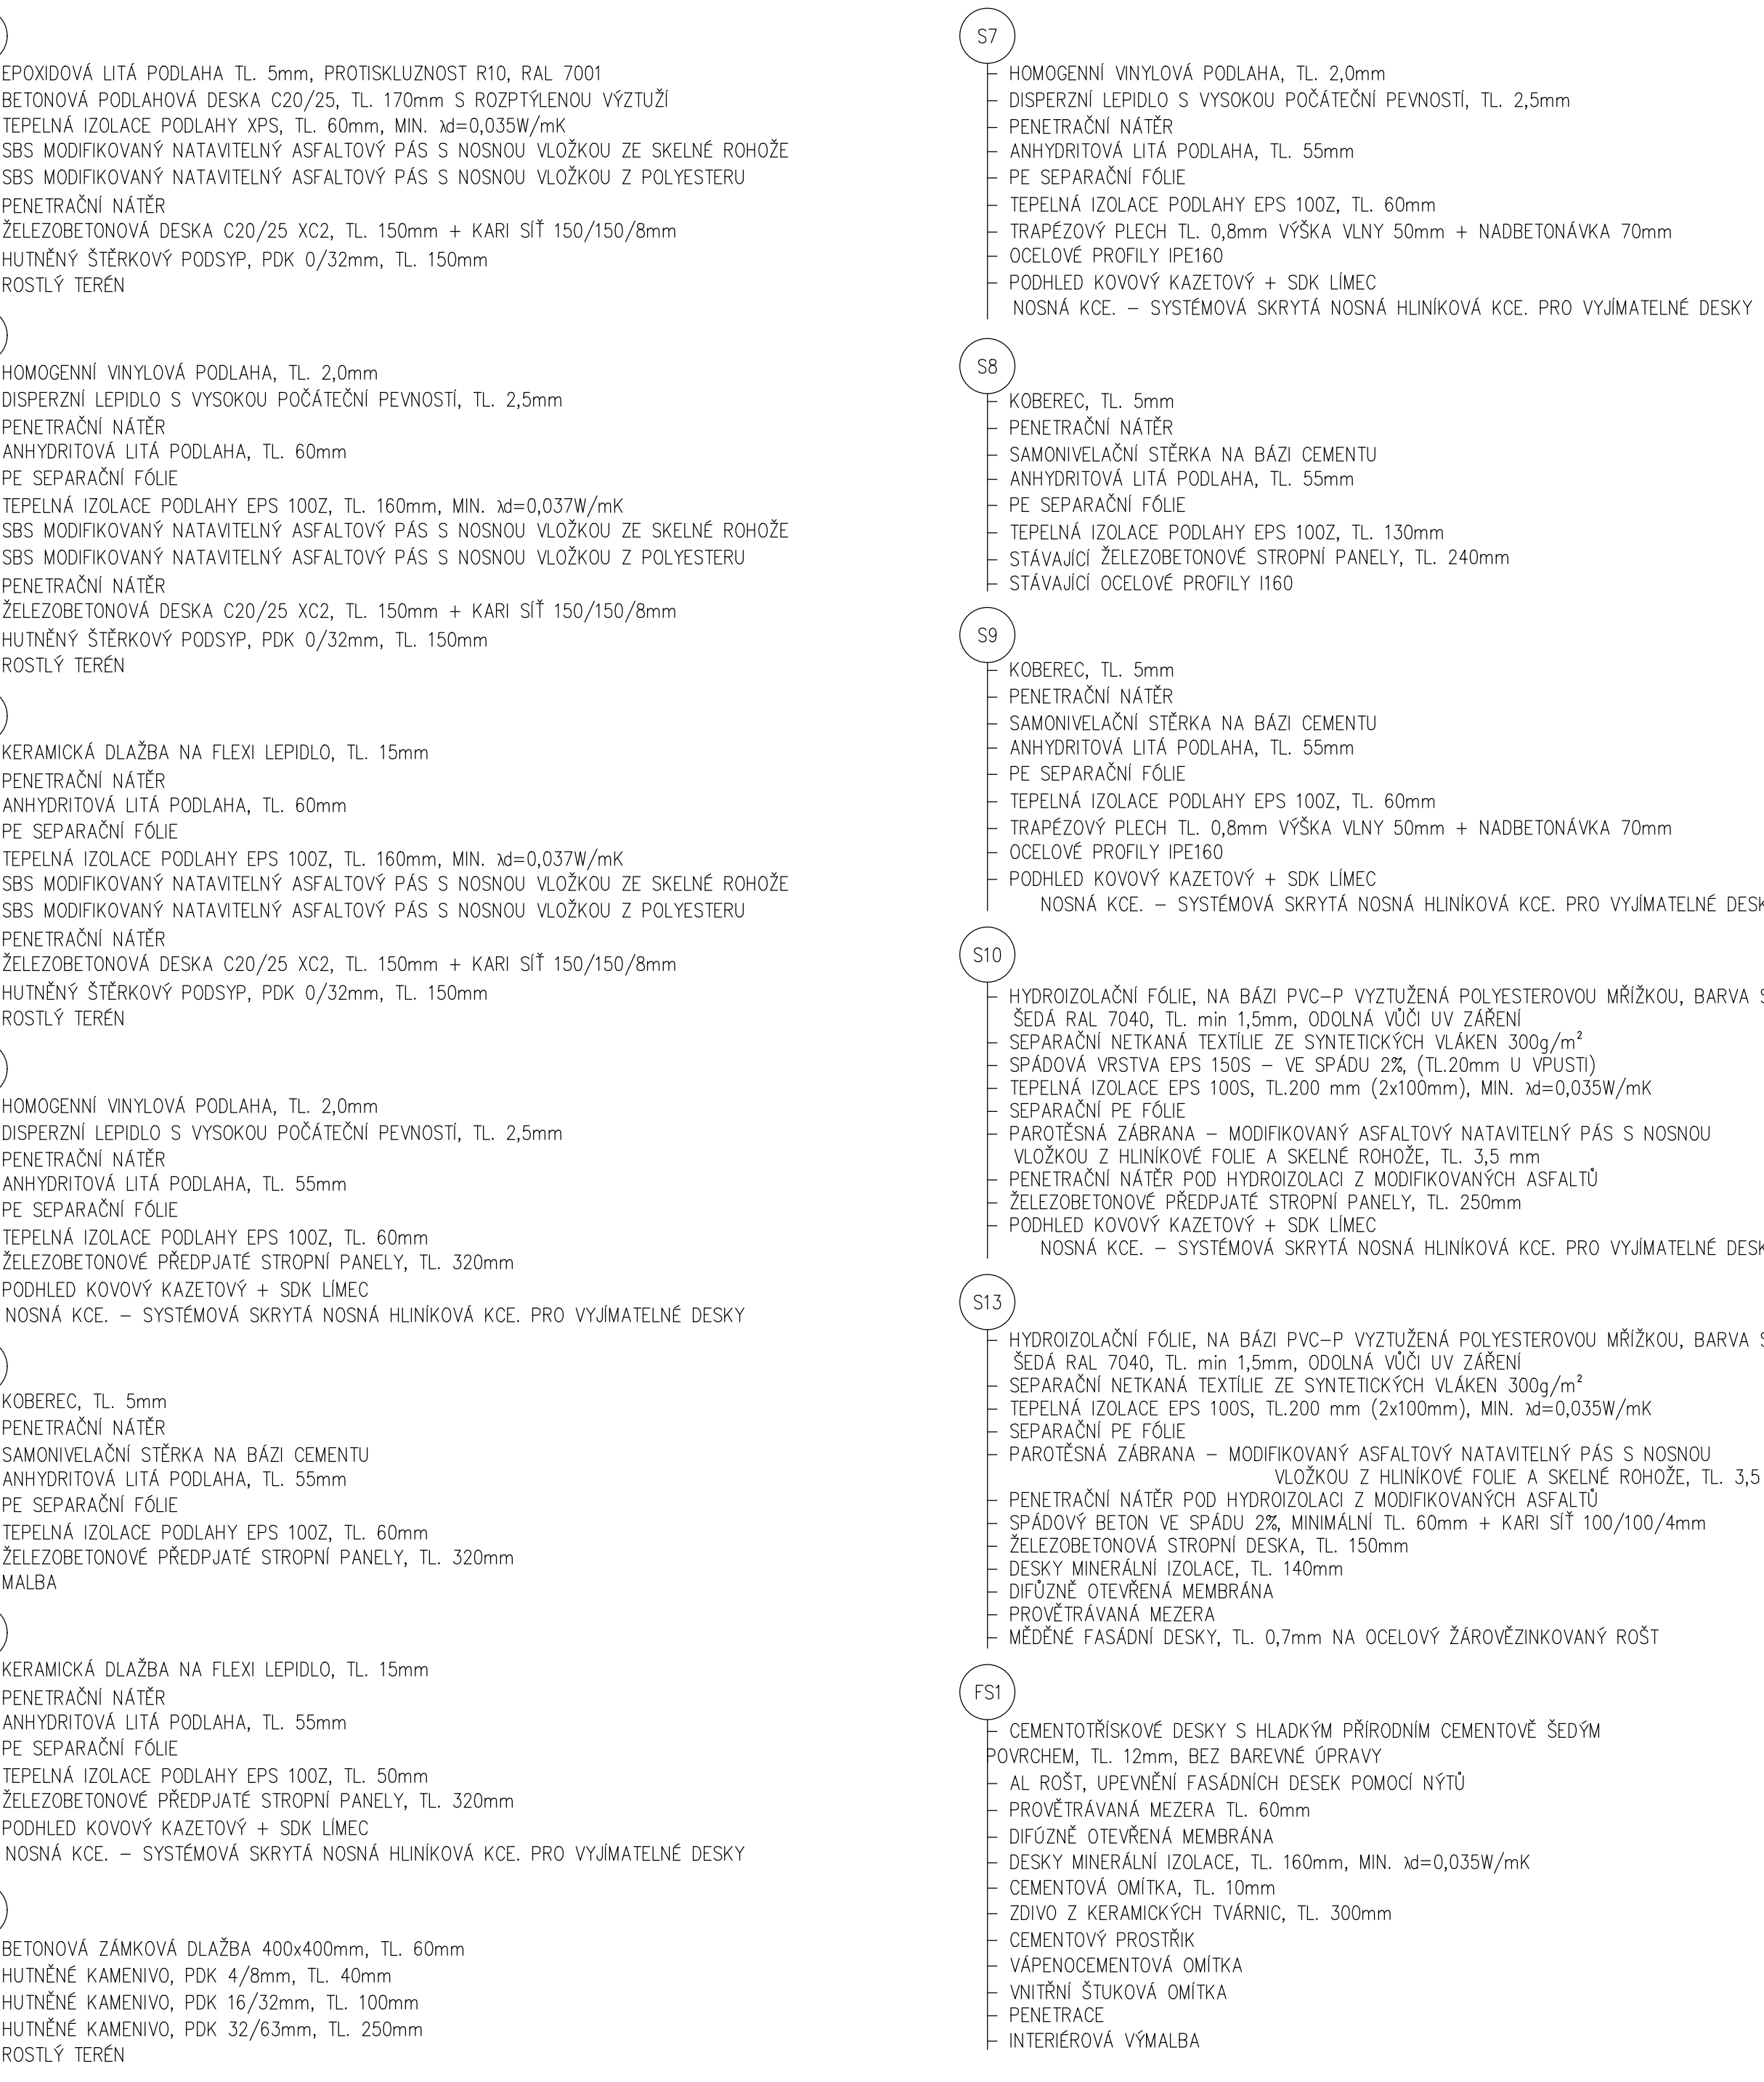 EPOXIDOVÁ LITÁ PODLAHA TL. 5mm, PROTISKLUZNOST R10, RAL 7001
BETONOVÁ PODLAHOVÁ DESKA C20/25, TL. 170mm S ROZPTÝLENOU VÝZTUŽÍ
TEPELNÁ IZOLACE PODLAHY XPS, TL. 60mm, MIN. λd=0,035W/mK
SBS MODIFIKOVANÝ NATAVITELNÝ ASFALTOVÝ PÁS S NOSNOU VLOŽKOU ZE SKELNÉ ROHOŽE
SBS MODIFIKOVANÝ NATAVITELNÝ ASFALTOVÝ PÁS S NOSNOU VLOŽKOU Z POLYESTERU
PENETRAČNÍ NÁTĚR
ŽELEZOBETONOVÁ DESKA C20/25 XC2, TL. 150mm + KARI SÍŤ 150/150/8mm
HUTNĚNÝ ŠTĚRKOVÝ PODSYP, PDK 0/32mm, TL. 150mm
ROSTLÝ TERÉN
HOMOGENNÍ VINYLOVÁ PODLAHA, TL. 2,0mm
DISPERZNÍ LEPIDLO S VYSOKOU POČÁTEČNÍ PEVNOSTÍ, TL. 2,5mm
PENETRAČNÍ NÁTĚR
ANHYDRITOVÁ LITÁ PODLAHA, TL. 60mm
PE SEPARAČNÍ FÓLIE
TEPELNÁ IZOLACE PODLAHY EPS 100Z, TL. 160mm, MIN. λd=0,037W/mK
SBS MODIFIKOVANÝ NATAVITELNÝ ASFALTOVÝ PÁS S NOSNOU VLOŽKOU ZE SKELNÉ ROHOŽE
SBS MODIFIKOVANÝ NATAVITELNÝ ASFALTOVÝ PÁS S NOSNOU VLOŽKOU Z POLYESTERU
PENETRAČNÍ NÁTĚR
ŽELEZOBETONOVÁ DESKA C20/25 XC2, TL. 150mm + KARI SÍŤ 150/150/8mm
HUTNĚNÝ ŠTĚRKOVÝ PODSYP, PDK 0/32mm, TL. 150mm
ROSTLÝ TERÉN
KERAMICKÁ DLAŽBA NA FLEXI LEPIDLO, TL. 15mm
PENETRAČNÍ NÁTĚR
ANHYDRITOVÁ LITÁ PODLAHA, TL. 60mm
PE SEPARAČNÍ FÓLIE
TEPELNÁ IZOLACE PODLAHY EPS 100Z, TL. 160mm, MIN. λd=0,037W/mK
SBS MODIFIKOVANÝ NATAVITELNÝ ASFALTOVÝ PÁS S NOSNOU VLOŽKOU ZE SKELNÉ ROHOŽE
SBS MODIFIKOVANÝ NATAVITELNÝ ASFALTOVÝ PÁS S NOSNOU VLOŽKOU Z POLYESTERU
PENETRAČNÍ NÁTĚR
ŽELEZOBETONOVÁ DESKA C20/25 XC2, TL. 150mm + KARI SÍŤ 150/150/8mm
HUTNĚNÝ ŠTĚRKOVÝ PODSYP, PDK 0/32mm, TL. 150mm
ROSTLÝ TERÉN
HOMOGENNÍ VINYLOVÁ PODLAHA, TL. 2,0mm
DISPERZNÍ LEPIDLO S VYSOKOU POČÁTEČNÍ PEVNOSTÍ, TL. 2,5mm
PENETRAČNÍ NÁTĚR
ANHYDRITOVÁ LITÁ PODLAHA, TL. 55mm
PE SEPARAČNÍ FÓLIE
TEPELNÁ IZOLACE PODLAHY EPS 100Z, TL. 60mm
ŽELEZOBETONOVÉ PŘEDPJATÉ STROPNÍ PANELY, TL. 320mm
PODHLED KOVOVÝ KAZETOVÝ + SDK LÍMEC
NOSNÁ KCE. – SYSTÉMOVÁ SKRYTÁ NOSNÁ HLINÍKOVÁ KCE. PRO VYJÍMATELNÉ DESKY
KOBEREC, TL. 5mm
PENETRAČNÍ NÁTĚR
SAMONIVELAČNÍ STĚRKA NA BÁZI CEMENTU
ANHYDRITOVÁ LITÁ PODLAHA, TL. 55mm
PE SEPARAČNÍ FÓLIE
TEPELNÁ IZOLACE PODLAHY EPS 100Z, TL. 60mm
ŽELEZOBETONOVÉ PŘEDPJATÉ STROPNÍ PANELY, TL. 320mm
MALBA
KERAMICKÁ DLAŽBA NA FLEXI LEPIDLO, TL. 15mm
PENETRAČNÍ NÁTĚR
ANHYDRITOVÁ LITÁ PODLAHA, TL. 55mm
PE SEPARAČNÍ FÓLIE
TEPELNÁ IZOLACE PODLAHY EPS 100Z, TL. 50mm
ŽELEZOBETONOVÉ PŘEDPJATÉ STROPNÍ PANELY, TL. 320mm
PODHLED KOVOVÝ KAZETOVÝ + SDK LÍMEC
NOSNÁ KCE. – SYSTÉMOVÁ SKRYTÁ NOSNÁ HLINÍKOVÁ KCE. PRO VYJÍMATELNÉ DESKY
BETONOVÁ ZÁMKOVÁ DLAŽBA 400x400mm, TL. 60mm
HUTNĚNÉ KAMENIVO, PDK 4/8mm, TL. 40mm
HUTNĚNÉ KAMENIVO, PDK 16/32mm, TL. 100mm
HUTNĚNÉ KAMENIVO, PDK 32/63mm, TL. 250mm
ROSTLÝ TERÉN
S7
HOMOGENNÍ VINYLOVÁ PODLAHA, TL. 2,0mm
DISPERZNÍ LEPIDLO S VYSOKOU POČÁTEČNÍ PEVNOSTÍ, TL. 2,5mm
PENETRAČNÍ NÁTĚR
ANHYDRITOVÁ LITÁ PODLAHA, TL. 55mm
PE SEPARAČNÍ FÓLIE
TEPELNÁ IZOLACE PODLAHY EPS 100Z, TL. 60mm
TRAPÉZOVÝ PLECH TL. 0,8mm VÝŠKA VLNY 50mm + NADBETONÁVKA 70mm
OCELOVÉ PROFILY IPE160
PODHLED KOVOVÝ KAZETOVÝ + SDK LÍMEC
NOSNÁ KCE. – SYSTÉMOVÁ SKRYTÁ NOSNÁ HLINÍKOVÁ KCE. PRO VYJÍMATELNÉ DESKY
S8
KOBEREC, TL. 5mm
PENETRAČNÍ NÁTĚR
SAMONIVELAČNÍ STĚRKA NA BÁZI CEMENTU
ANHYDRITOVÁ LITÁ PODLAHA, TL. 55mm
PE SEPARAČNÍ FÓLIE
TEPELNÁ IZOLACE PODLAHY EPS 100Z, TL. 130mm
STÁVAJÍCÍ ŽELEZOBETONOVÉ STROPNÍ PANELY, TL. 240mm
STÁVAJÍCÍ OCELOVÉ PROFILY I160
S9
KOBEREC, TL. 5mm
PENETRAČNÍ NÁTĚR
SAMONIVELAČNÍ STĚRKA NA BÁZI CEMENTU
ANHYDRITOVÁ LITÁ PODLAHA, TL. 55mm
PE SEPARAČNÍ FÓLIE
TEPELNÁ IZOLACE PODLAHY EPS 100Z, TL. 60mm
TRAPÉZOVÝ PLECH TL. 0,8mm VÝŠKA VLNY 50mm + NADBETONÁVKA 70mm
OCELOVÉ PROFILY IPE160
PODHLED KOVOVÝ KAZETOVÝ + SDK LÍMEC
NOSNÁ KCE. – SYSTÉMOVÁ SKRYTÁ NOSNÁ HLINÍKOVÁ KCE. PRO VYJÍMATELNÉ
S10
HYDROIZOLAČNÍ FÓLIE, NA BÁZI PVC–P VYZTUŽENÁ POLYESTEROVOU MŘÍŽKOU, BARVA
ŠEDÁ RAL 7040, TL. min 1,5mm, ODOLNÁ VŮČI UV ZÁŘENÍ
SEPARAČNÍ NETKANÁ TEXTÍLIE ZE SYNTETICKÝCH VLÁKEN 300g/m²
SPÁDOVÁ VRSTVA EPS 150S – VE SPÁDU 2%, (TL.20mm U VPUSTI)
TEPELNÁ IZOLACE EPS 100S, TL.200 mm (2x100mm), MIN. λd=0,035W/mK
SEPARAČNÍ PE FÓLIE
PAROTĚSNÁ ZÁBRANA – MODIFIKOVANÝ ASFALTOVÝ NATAVITELNÝ PÁS S NOSNOU
VLOŽKOU Z HLINÍKOVÉ FOLIE A SKELNÉ ROHOŽE, TL. 3,5 mm
PENETRAČNÍ NÁTĚR POD HYDROIZOLACI Z MODIFIKOVANÝCH ASFALTŮ
ŽELEZOBETONOVÉ PŘEDPJATÉ STROPNÍ PANELY, TL. 250mm
PODHLED KOVOVÝ KAZETOVÝ + SDK LÍMEC
NOSNÁ KCE. – SYSTÉMOVÁ SKRYTÁ NOSNÁ HLINÍKOVÁ KCE. PRO VYJÍMATELNÉ
S13
HYDROIZOLAČNÍ FÓLIE, NA BÁZI PVC–P VYZTUŽENÁ POLYESTEROVOU MŘÍŽKOU, BARVA
ŠEDÁ RAL 7040, TL. min 1,5mm, ODOLNÁ VŮČI UV ZÁŘENÍ
SEPARAČNÍ NETKANÁ TEXTÍLIE ZE SYNTETICKÝCH VLÁKEN 300g/m²
TEPELNÁ IZOLACE EPS 100S, TL.200 mm (2x100mm), MIN. λd=0,035W/mK
SEPARAČNÍ PE FÓLIE
PAROTĚSNÁ ZÁBRANA – MODIFIKOVANÝ ASFALTOVÝ NATAVITELNÝ PÁS S NOSNOU
VLOŽKOU Z HLINÍKOVÉ FOLIE A SKELNÉ ROHOŽE, TL. 3,5
PENETRAČNÍ NÁTĚR POD HYDROIZOLACI Z MODIFIKOVANÝCH ASFALTŮ
SPÁDOVÝ BETON VE SPÁDU 2%, MINIMÁLNÍ TL. 60mm + KARI SÍŤ 100/100/4mm
ŽELEZOBETONOVÁ STROPNÍ DESKA, TL. 150mm
DESKY MINERÁLNÍ IZOLACE, TL. 140mm
DIFŮZNĚ OTEVŘENÁ MEMBRÁNA
PROVĚTRÁVANÁ MEZERA
MĚDĚNÉ FASÁDNÍ DESKY, TL. 0,7mm NA OCELOVÝ ŽÁROVĚZINKOVANÝ ROŠT
FS1
CEMENTOTŘÍSKOVÉ DESKY S HLADKÝM PŘÍRODNÍM CEMENTOVĚ ŠEDÝM
POVRCHEM, TL. 12mm, BEZ BAREVNÉ ÚPRAVY
AL ROŠT, UPEVNĚNÍ FASÁDNÍCH DESEK POMOCÍ NÝTŮ
PROVĚTRÁVANÁ MEZERA TL. 60mm
DIFÚZNĚ OTEVŘENÁ MEMBRÁNA
DESKY MINERÁLNÍ IZOLACE, TL. 160mm, MIN. λd=0,035W/mK
CEMENTOVÁ OMÍTKA, TL. 10mm
ZDIVO Z KERAMICKÝCH TVÁRNIC, TL. 300mm
CEMENTOVÝ PROSTŘIK
VÁPENOCEMENTOVÁ OMÍTKA
VNITŘNÍ ŠTUKOVÁ OMÍTKA
PENETRACE
INTERIÉROVÁ VÝMALBA